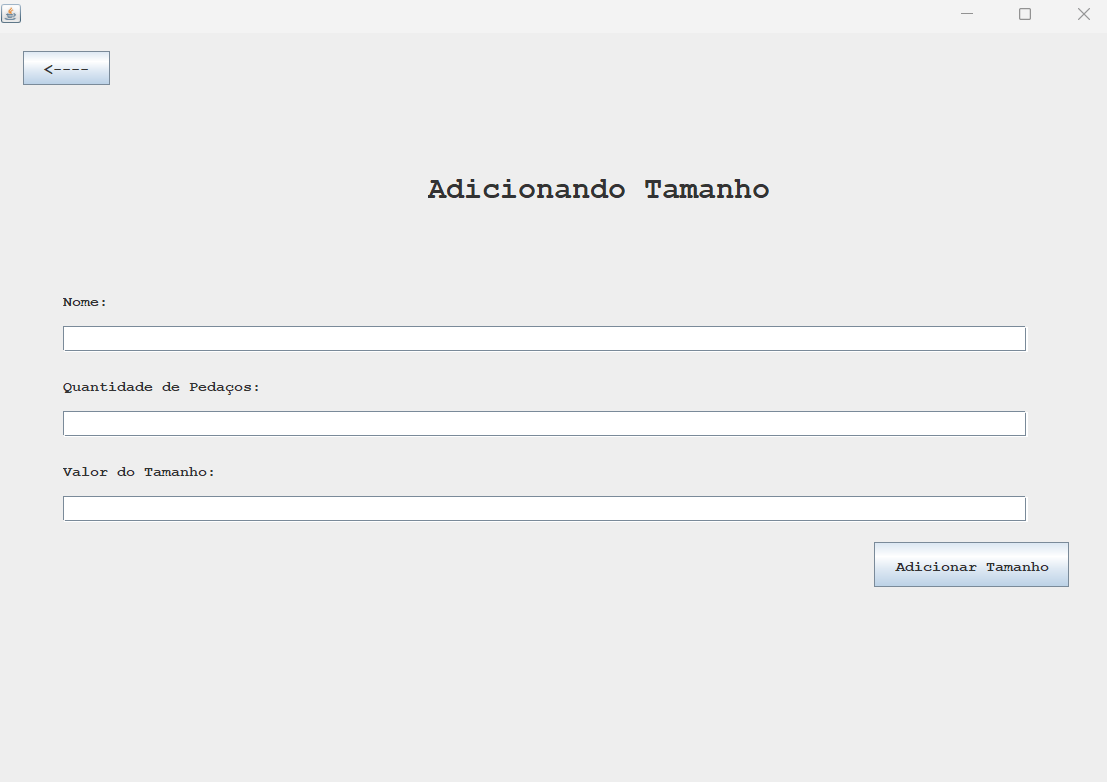 <----
Adicionando Tamanho
Nome:
Quantidade de Pedaços:
Valor do Tamanho:
Adicionar Tamanho